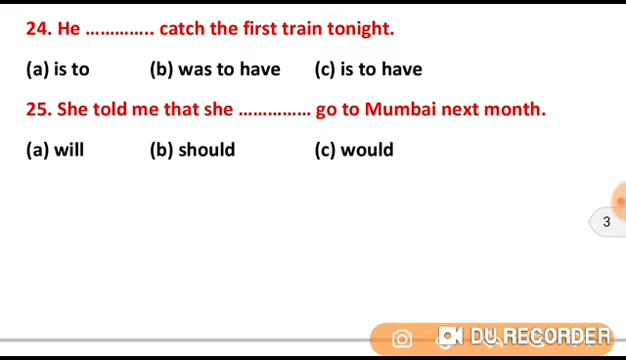 24. He .............. catch the first train tonight.
(a) is to (b) was to have (c) is to have
25. She told me that she ............... go to Mumbai next month.
(a) will (b) should (c) would
3
DU RECORDER